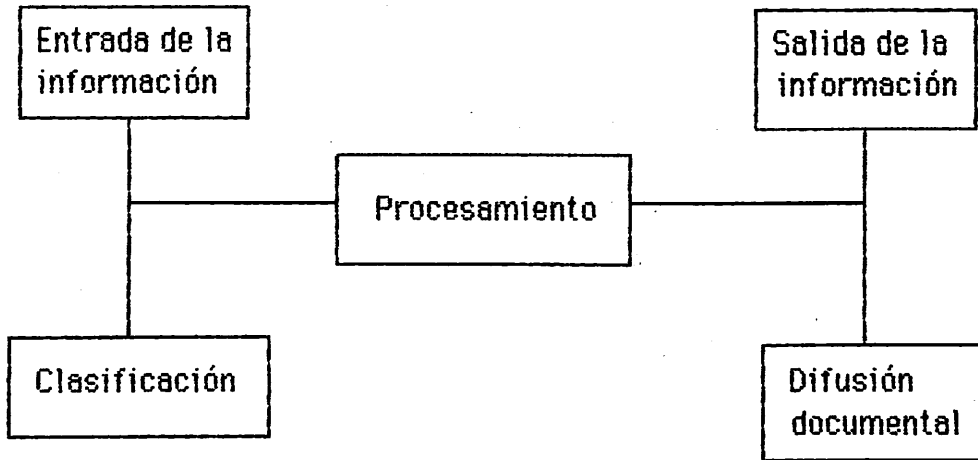 Entrada de la
información
Salida de la
información
Procesamiento
Clasificación
Difusión
documental